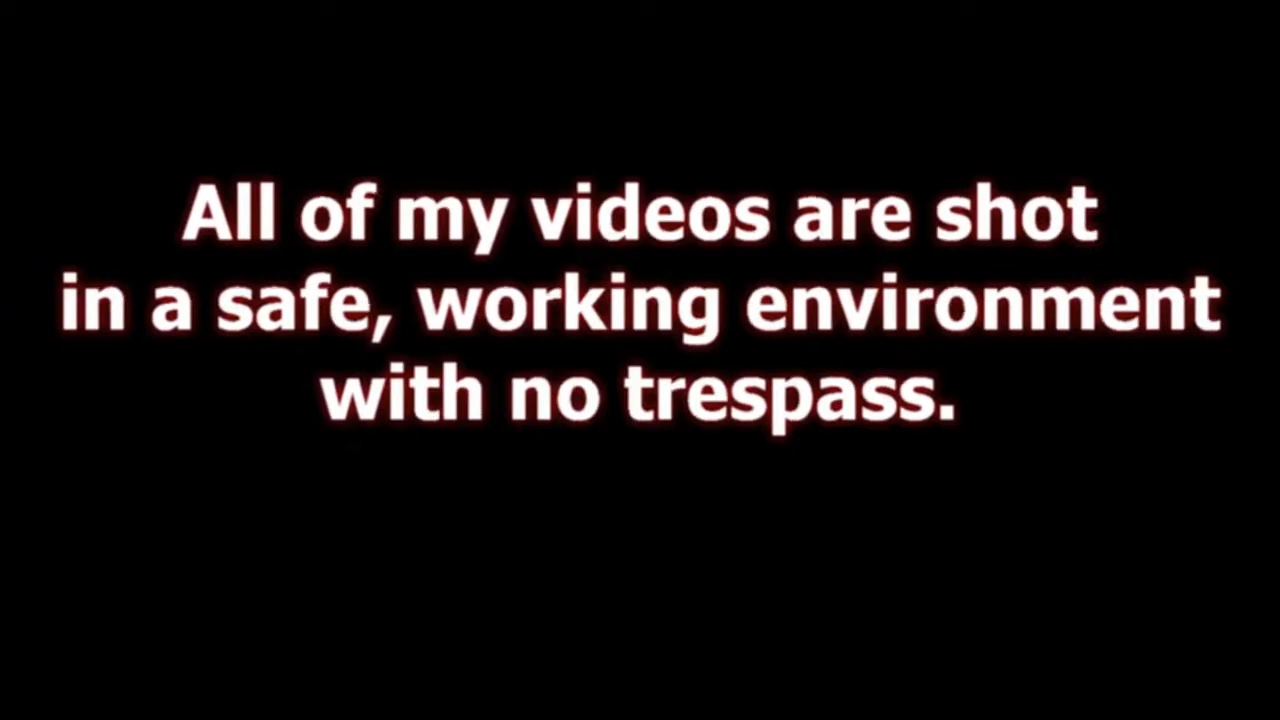 All of my videos are shot
in a safe, working environment
with no trespass.